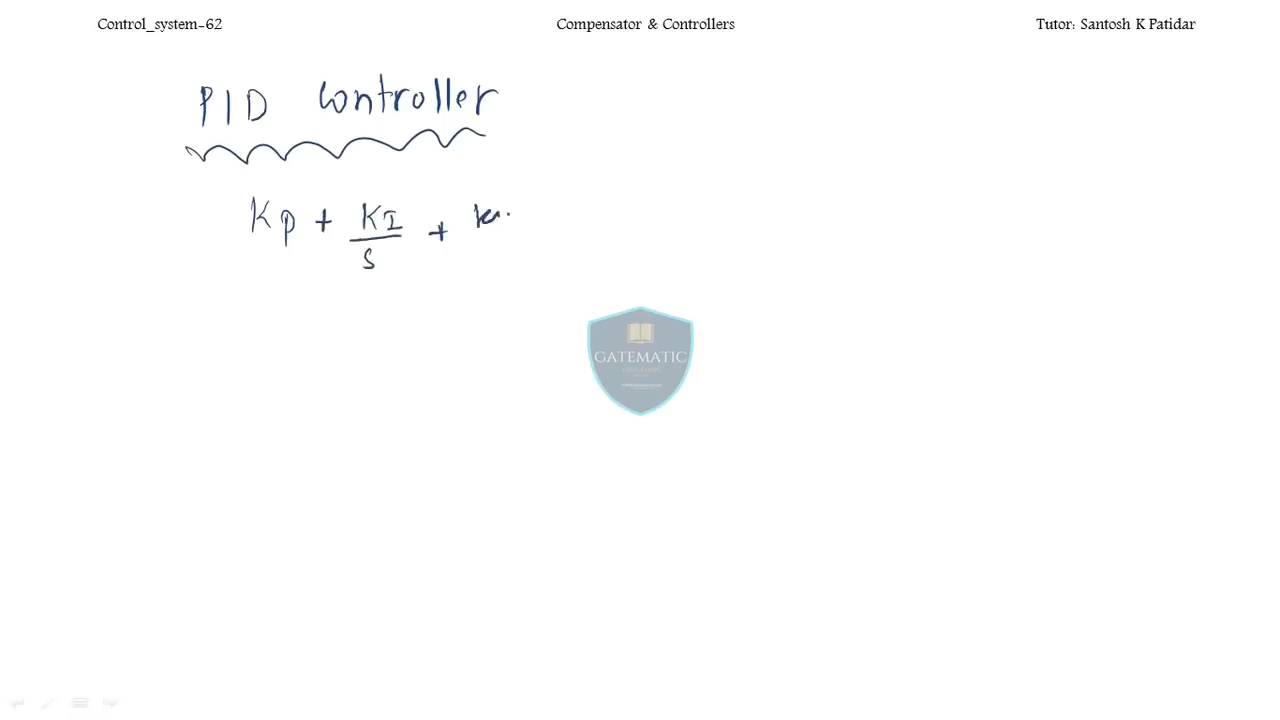 Control_system-62 Compensator & Controllers Tutor: Santosh K Patidar
PID Controller
Kp + KI/S +
GATEMATIC